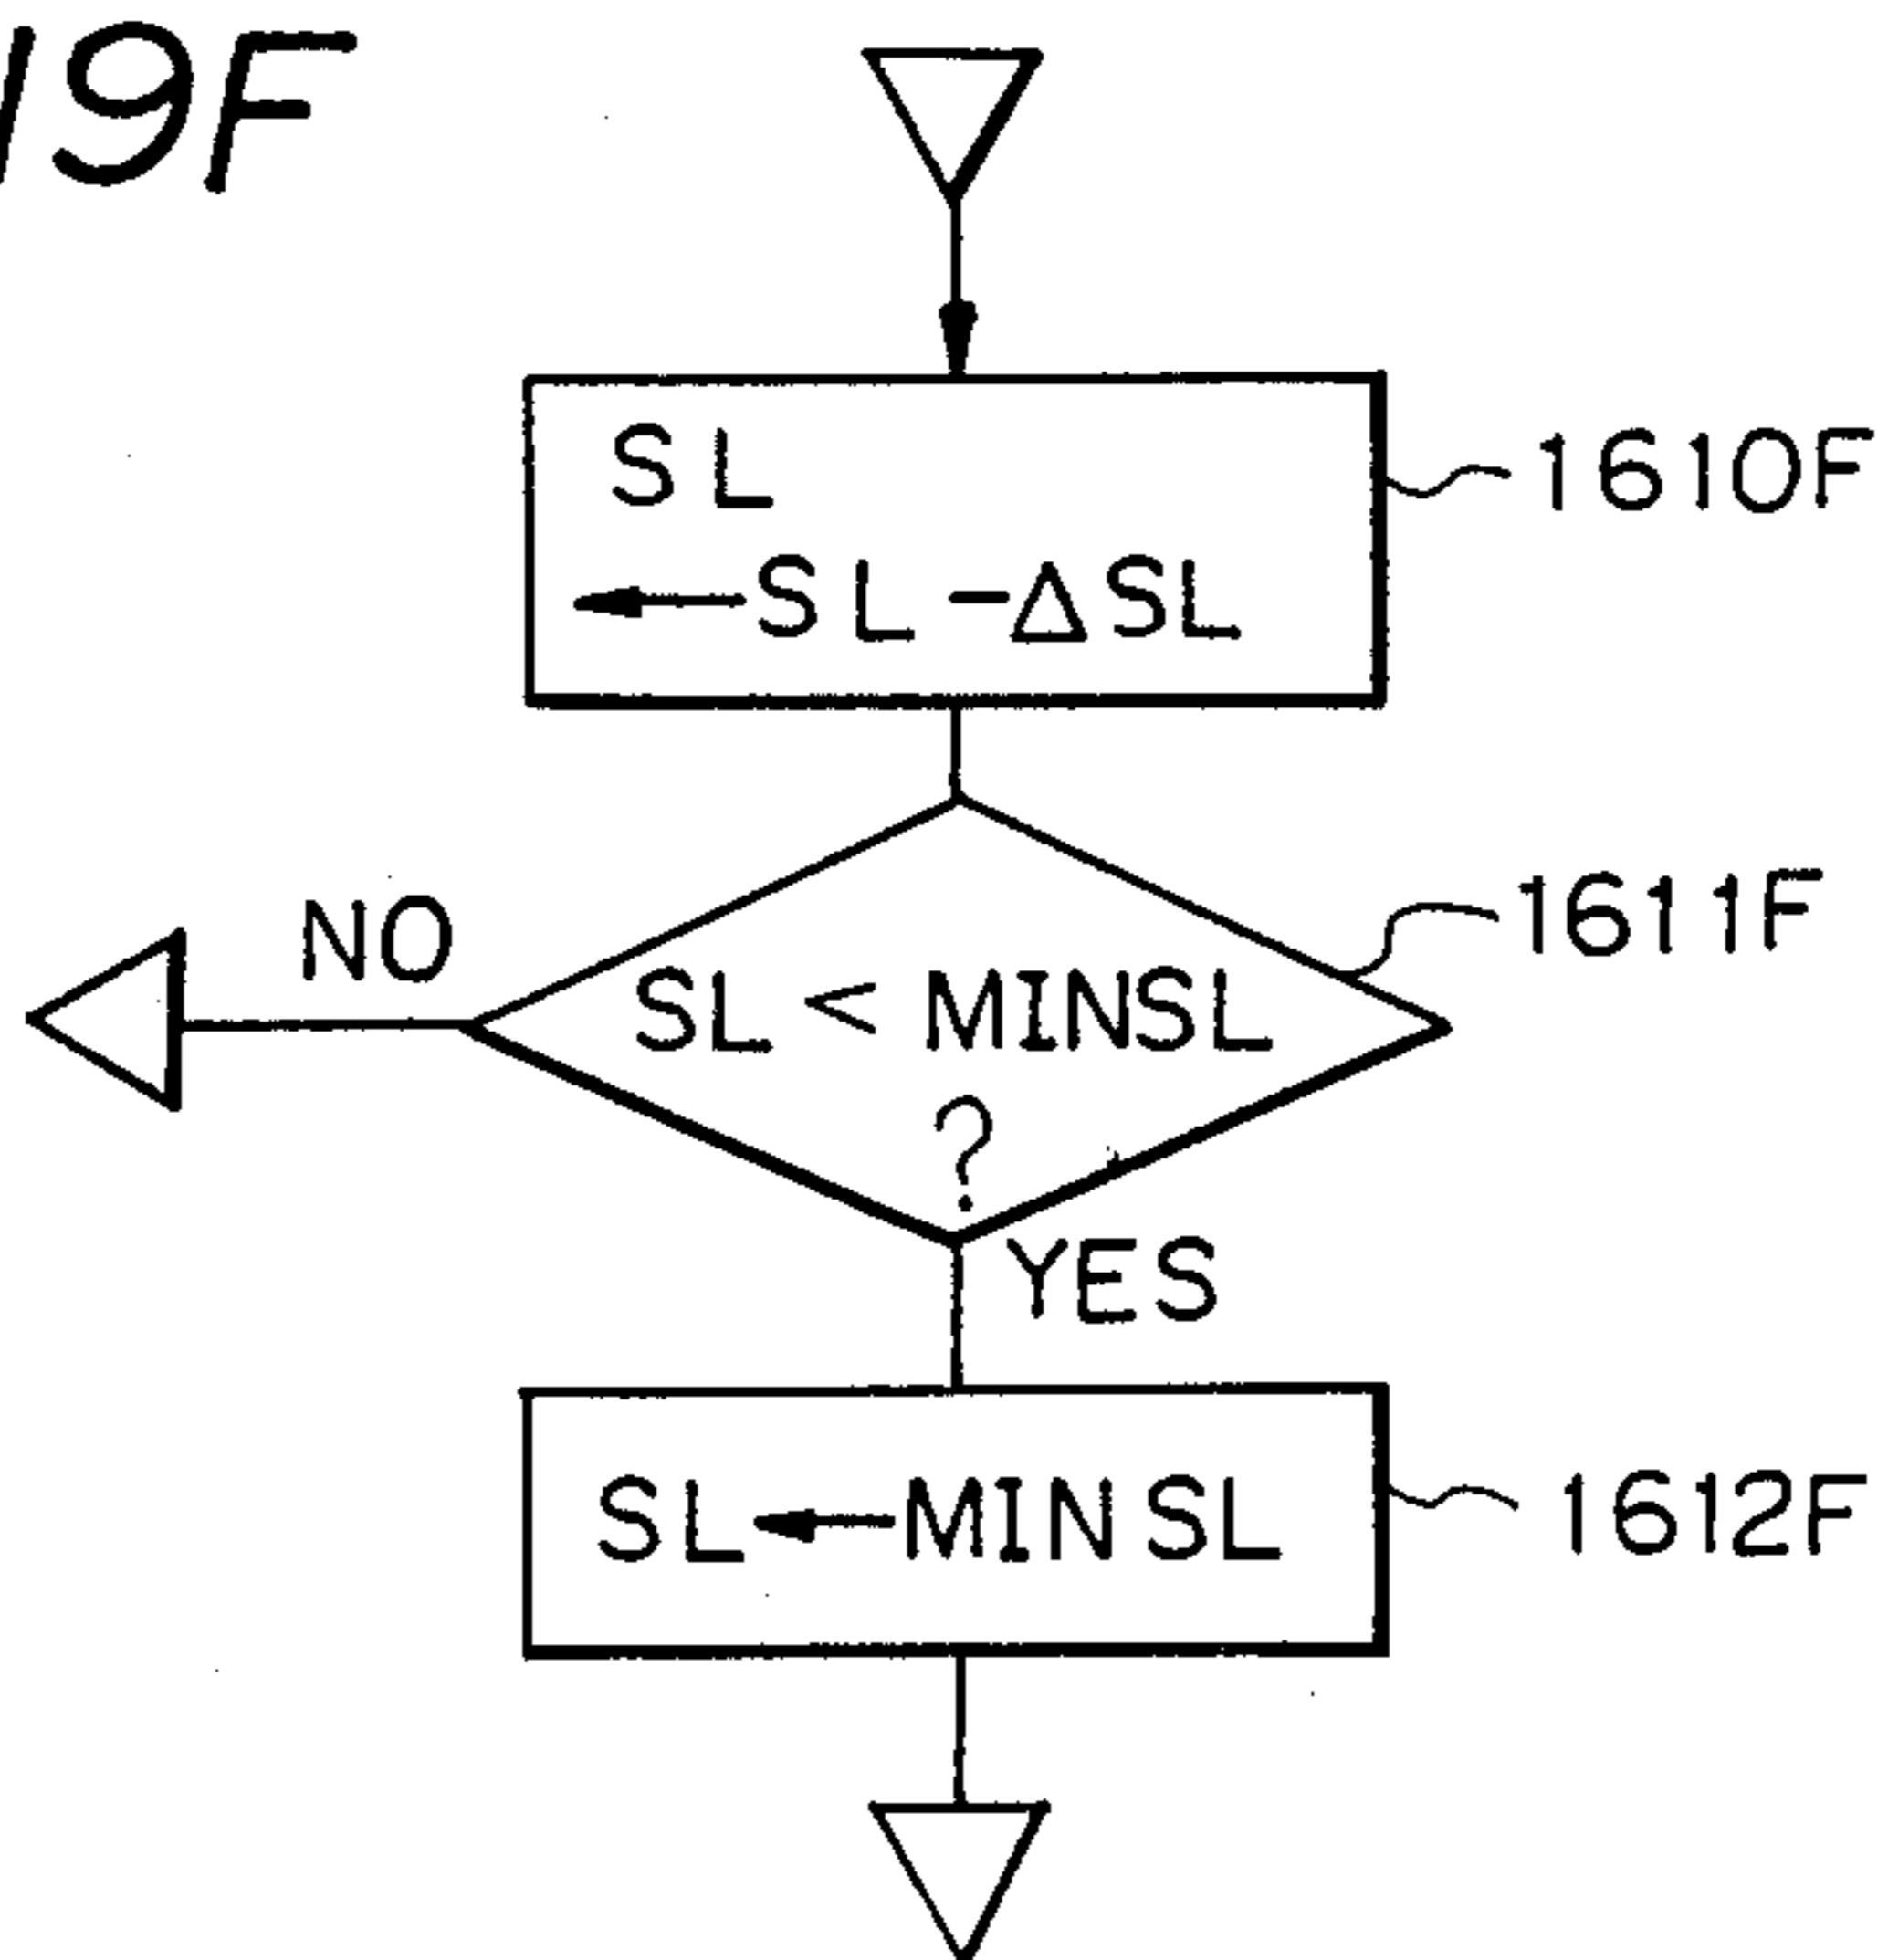 19F
SL
←SL-ΔSL
1610F
NO
SL < MINSL
?
1611F
YES
SL←MINSL
1612F